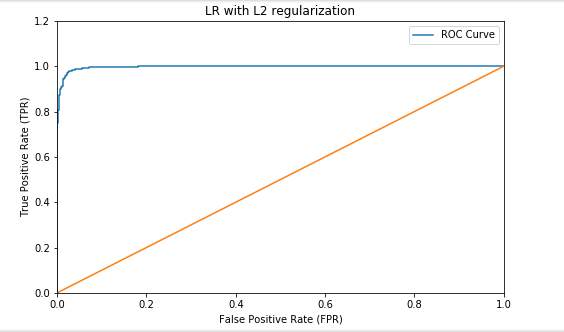 LR with L2 regularization
ROC Curve
True Positive Rate (TPR)
1.2
1.0
0.8
0.6
0.4
0.2
0.0
0.0 0.2 0.4 0.6 0.8 1.0
False Positive Rate (FPR)